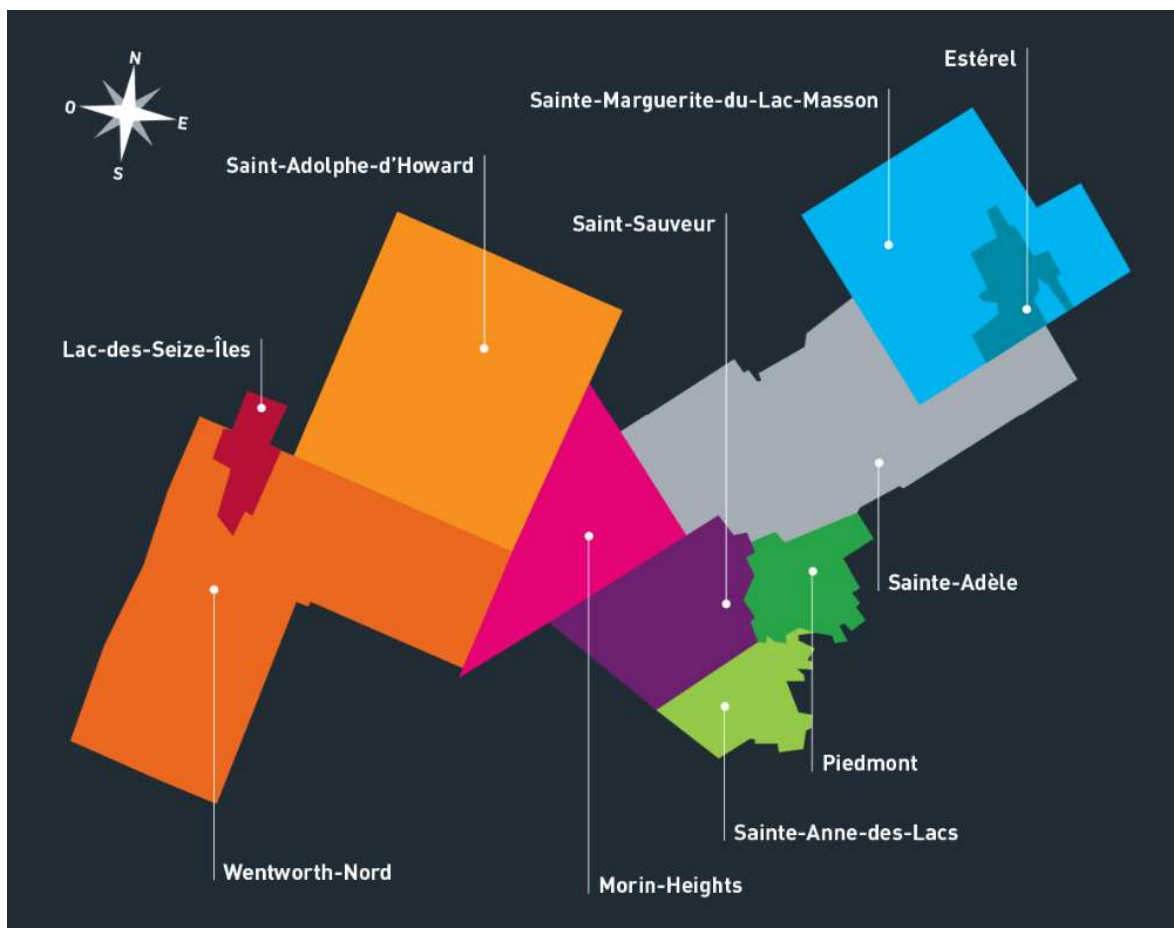 N
O
E
S
Estérel
Sainte-Marguerite-du-Lac-Masson
Saint-Adolphe-d'Howard
Saint-Sauveur
Lac-des-Seize-Îles
Sainte-Adèle
Piedmont
Sainte-Anne-des-Lacs
Wentworth-Nord
Morin-Heights